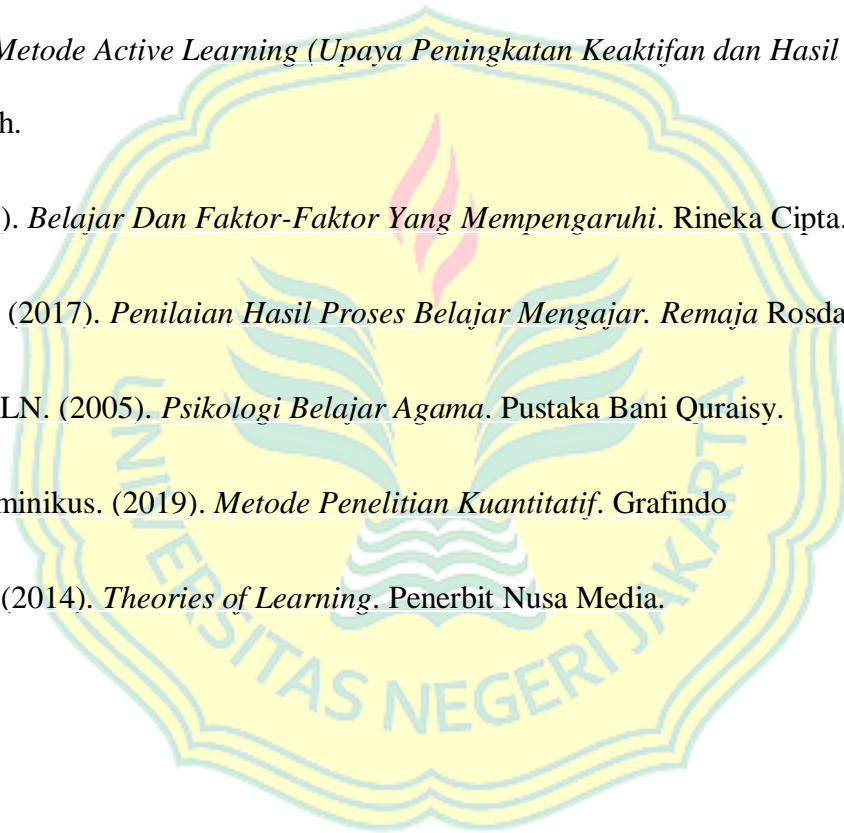 Metode Active Learning (Upaya Peningkatan Keaktifan dan Hasil
h.
). Belajar Dan Faktor-Faktor Yang Mempengaruhi. Rineka Cipta.
(2017). Penilaian Hasil Proses Belajar Mengajar. Remaja Rosda
LN. (2005). Psikologi Belajar Agama. Pustaka Bani Quraisy.
minikus. (2019). Metode Penelitian Kuantitatif. Grafindo
(2014). Theories of Learning. Penerbit Nusa Media.
UNIVERSITAS NEGERI JAKARTA